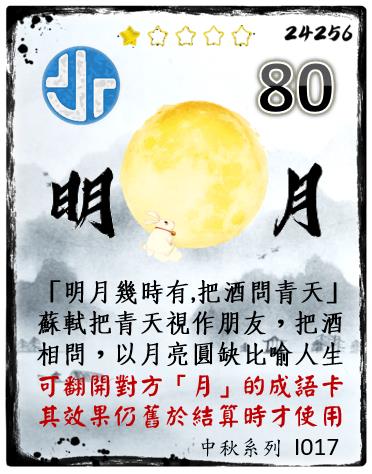 24256
80
明月
「明月幾時有,把酒問青天」
蘇軾把青天視作朋友，把酒
相問，以月亮圓缺比喻人生
可翻開對方「月」的成語卡
其效果仍舊於結算時才使用
中秋系列 I017